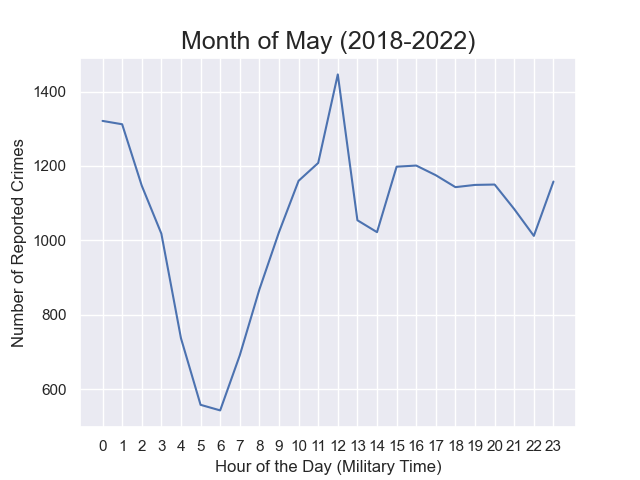 Month of May (2018-2022)
Number of Reported Crimes
1400
1200
1000
800
600
0 1 2 3 4 5 6 7 8 9 10 11 12 13 14 15 16 17 18 19 20 21 22 23
Hour of the Day (Military Time)